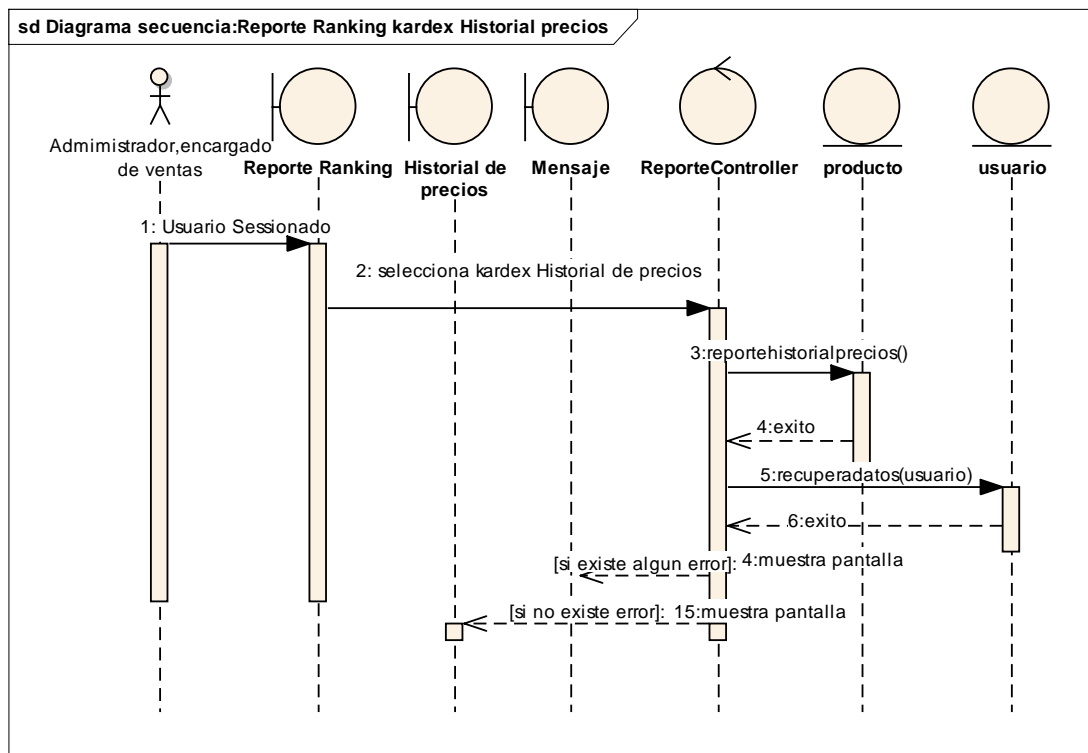 sd Diagrama secuencia:Reporte Ranking kardex Historial precios
Admimistrador,encargado
de ventas
Reporte Ranking
Historial de
precios
Mensaje
ReporteController
producto
usuario
1: Usuario Sessionado
2: selecciona kardex Historial de precios
3:reportehistorialprecios()
4:exito
5:recuperadatos(usuario)
6:exito
[si existe algun error]: 4:muestra pantalla
[si no existe error]: 15:muestra pantalla